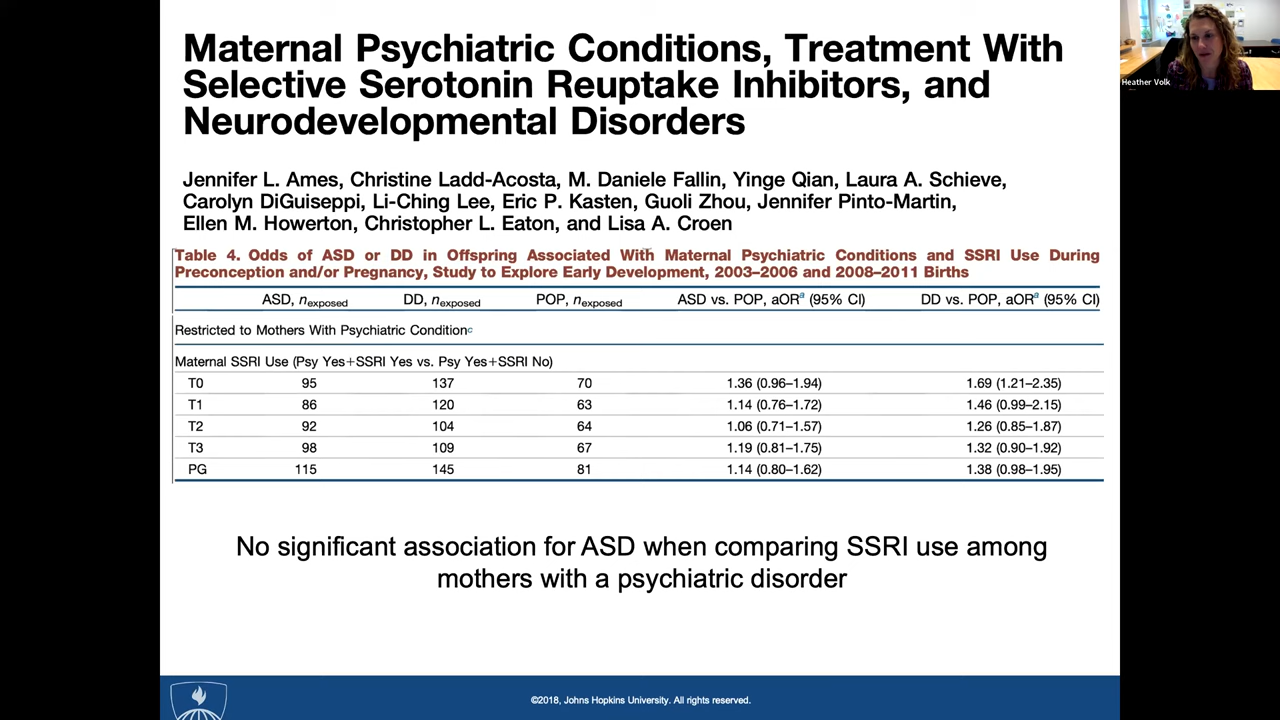 Maternal Psychiatric Conditions, Treatment With
Selective Serotonin Reuptake Inhibitors, and
Neurodevelopmental Disorders
Heather Volk
Jennifer L. Ames, Christine Ladd-Acosta, M. Daniele Fallin, Yinge Qian, Laura A. Schieve,
Carolyn DiGuiseppi, Li-Ching Lee, Eric P. Kasten, Guoli Zhou, Jennifer Pinto-Martin,
Ellen M. Howerton, Christopher L. Eaton, and Lisa A. Croen
Table 4. Odds of ASD or DD in Offspring Associated With Maternal Psychiatric Conditions and SSRI Use During
Preconception and/or Pregnancy, Study to Explore Early Development, 2003–2006 and 2008–2011 Births
ASD, nexposed DD, nexposed POP, nexposed ASD vs. POP, aORa (95% CI) DD vs. POP, aORa (95% CI)
Restricted to Mothers With Psychiatric Conditionc
Maternal SSRI Use (Psy Yes+SSRI Yes vs. Psy Yes+SSRI No)
T0 95 137 70 1.36 (0.96–1.94) 1.69 (1.21–2.35)
T1 86 120 63 1.14 (0.76–1.72) 1.46 (0.99–2.15)
T2 92 104 64 1.06 (0.71–1.57) 1.26 (0.85–1.87)
T3 98 109 67 1.19 (0.81–1.75) 1.32 (0.90–1.92)
PG 115 145 81 1.14 (0.80–1.62) 1.38 (0.98–1.95)
No significant association for ASD when comparing SSRI use among
mothers with a psychiatric disorder
©2018, Johns Hopkins University. All rights reserved.